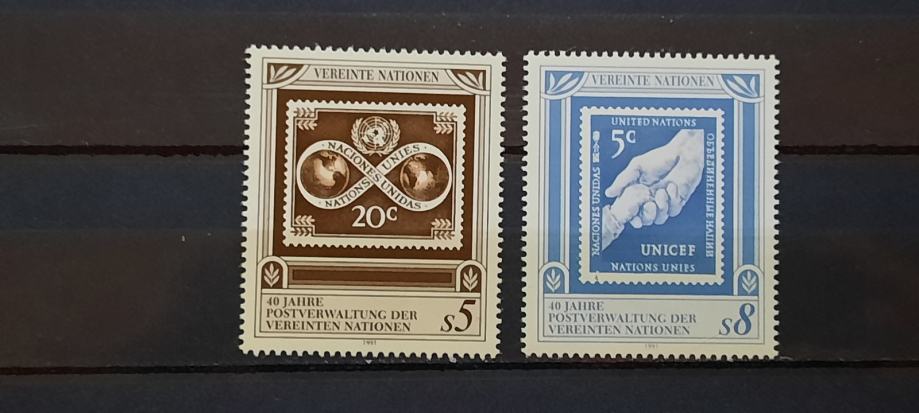 VEREINTE NATIONEN
NACIONES UNIDAS
NATIONS UNIES
20c
40 JAHRE
POSTVERWALTUNG DER
VEREINTEN NATIONEN
s5
1991
VEREINTE NATIONEN
UNITED NATIONS
5c
NACIONES UNIDAS
ОБЪЕДИНЕННЫЕ НАЦИИ
UNICEF
NATIONS UNIES
40 JAHRE
POSTVERWALTUNG DER
VEREINTEN NATIONEN
s8
1991